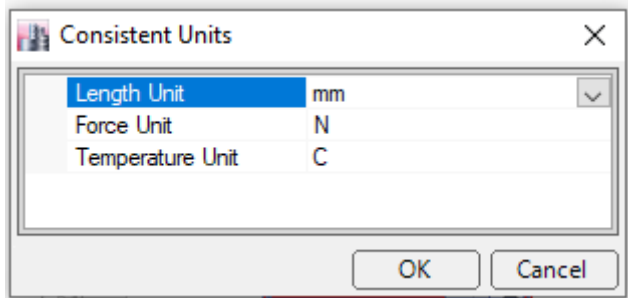 Consistent Units
Length Unit mm
Force Unit N
Temperature Unit C
OK Cancel